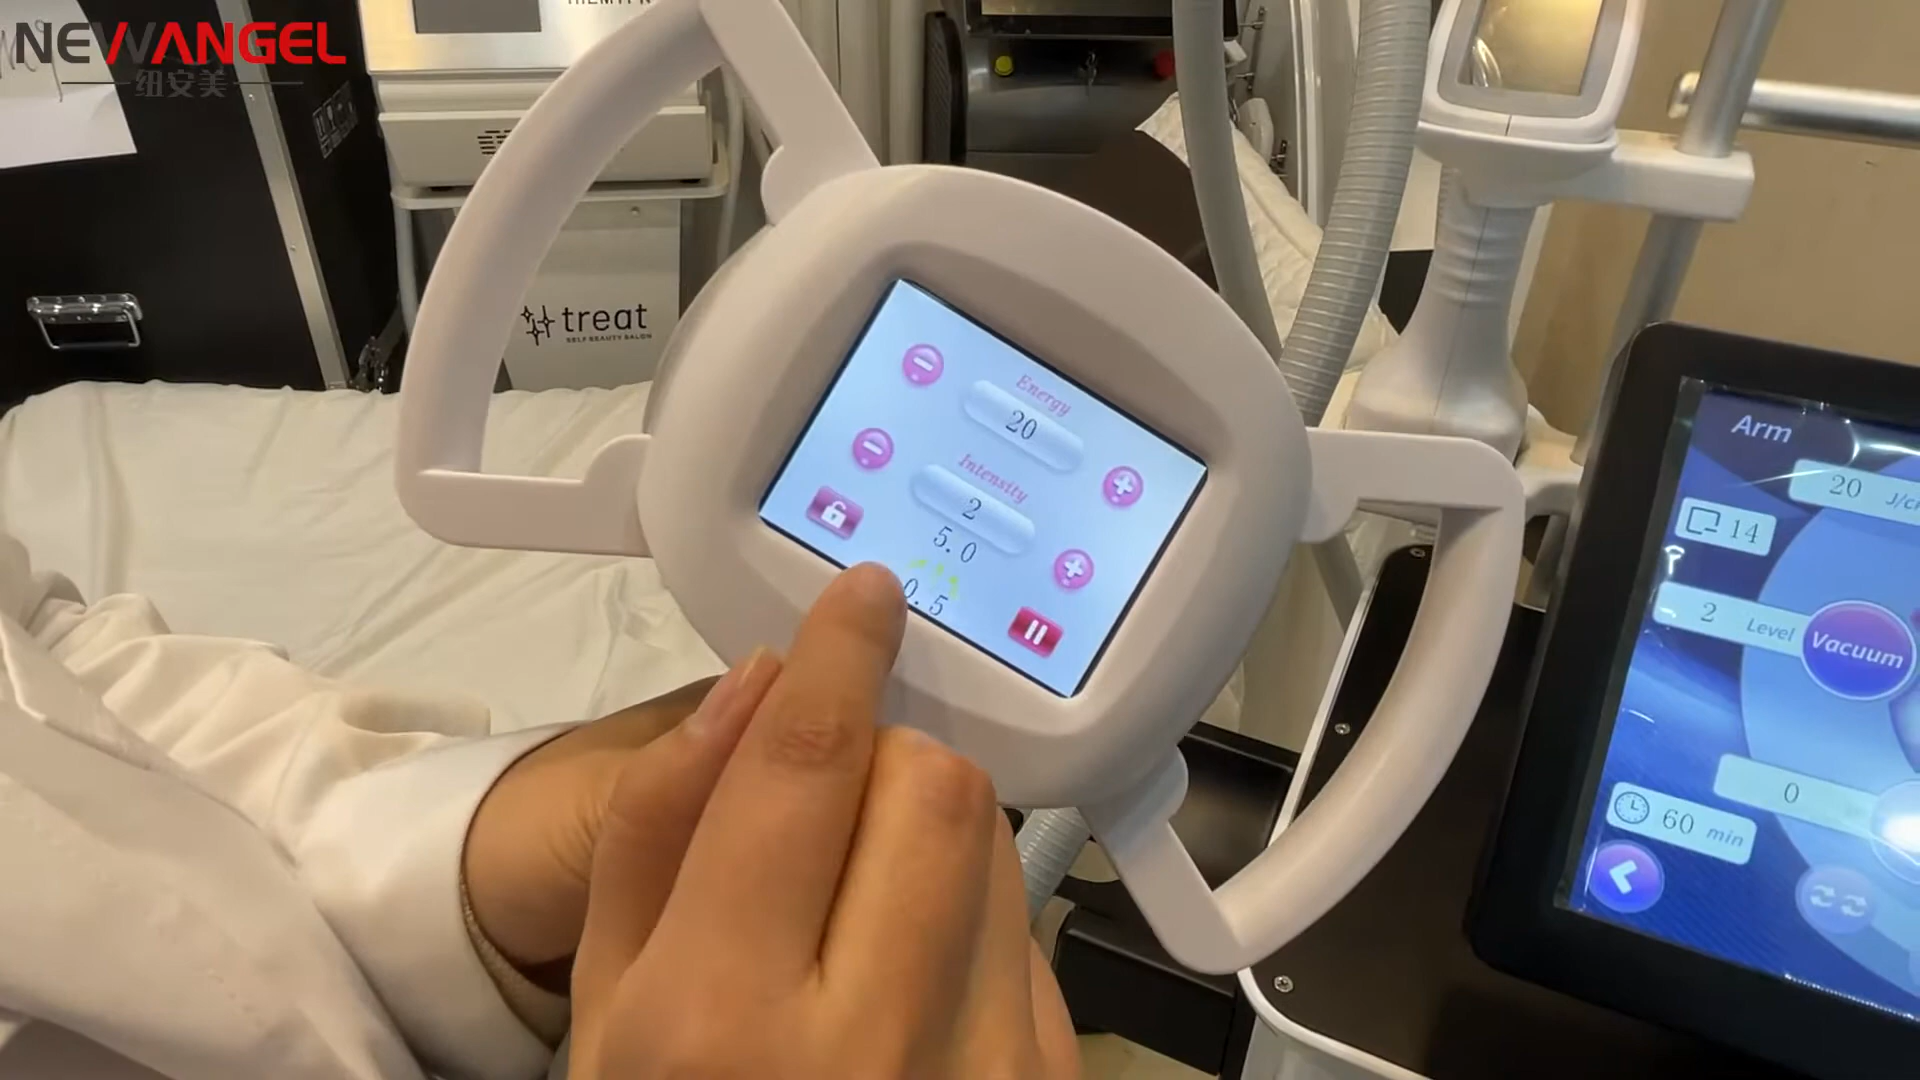 NEWANGEL
纽安美
treat
SELF BEAUTY SALON
Energy
20
Intensity
2
5.0
0.5
Arm
20
14
2 Level
Vacuum
0
60 min